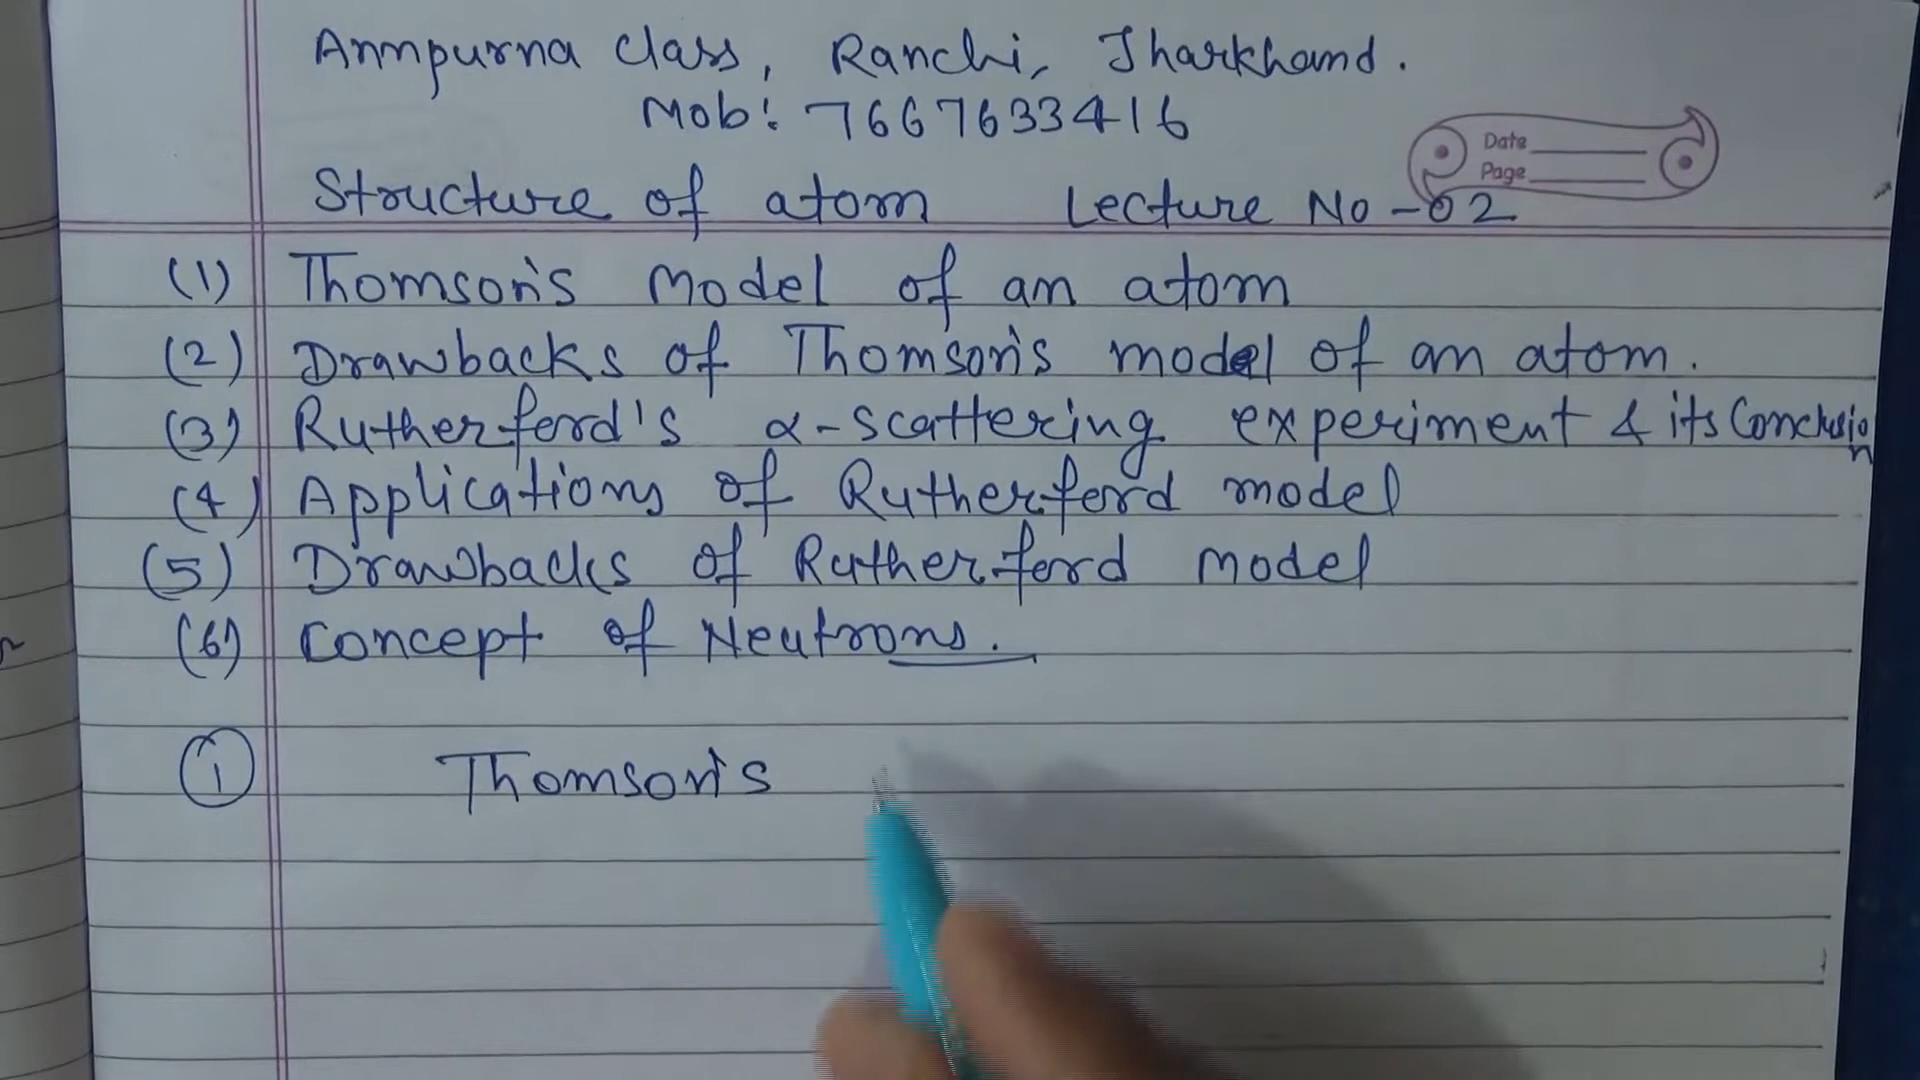 Annpurna Class, Ranchi, Jharkhand.
Mob: 7667633416
Date
Page
Structure of atom Lecture No-02
(1) Thomson's Model of an atom
(2) Drawbacks of Thomson's model of an atom.
(3) Rutherford's α-scattering experiment & its Conclusion
(4) Applications of Rutherford model
(5) Drawbacks of Rutherford model
(6) Concept of Neutrons.
(1) Thomson's